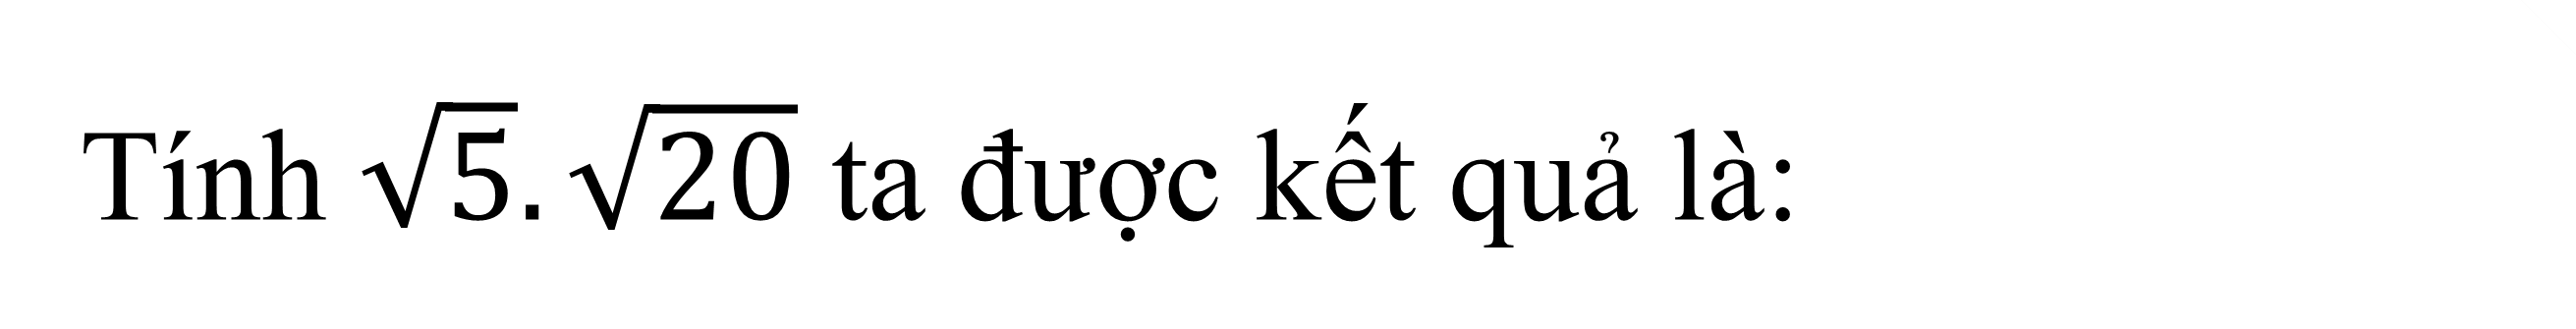 Tính √5. √20 ta được kết quả là: